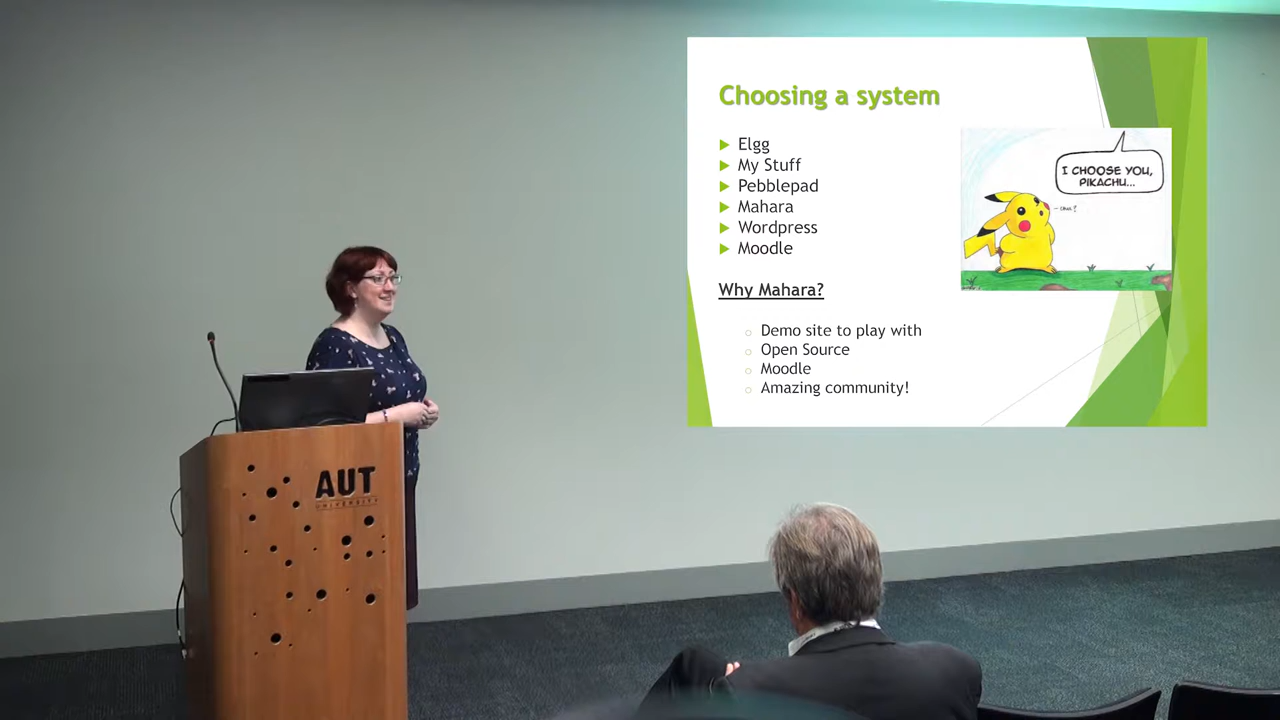 Choosing a system
Elgg
My Stuff
Pebblepad
Mahara
Wordpress
Moodle
I CHOOSE YOU,
PIKACHU...
Why Mahara?
Demo site to play with
Open Source
Moodle
Amazing community!
AUT
UNIVERSITY